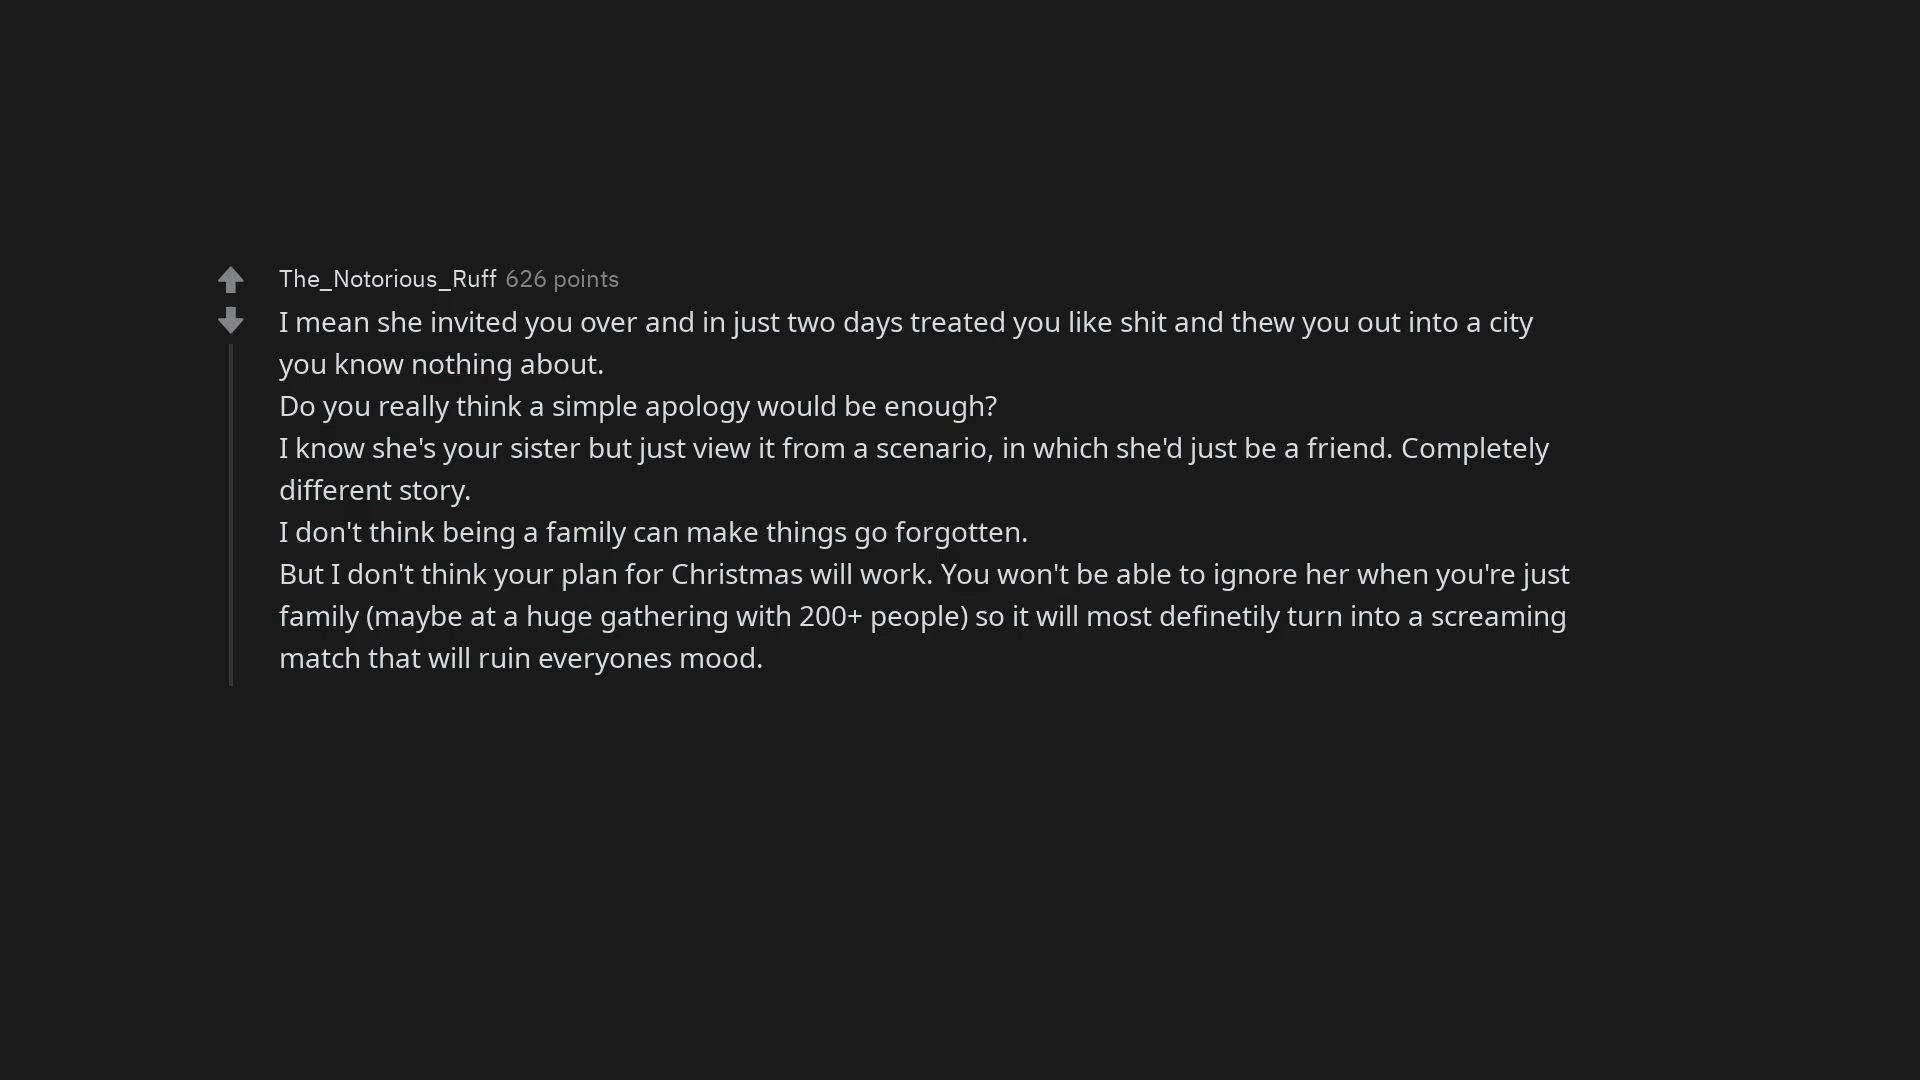 The_Notorious_Ruff 626 points
I mean she invited you over and in just two days treated you like shit and thew you out into a city
you know nothing about.
Do you really think a simple apology would be enough?
I know she's your sister but just view it from a scenario, in which she'd just be a friend. Completely
different story.
I don't think being a family can make things go forgotten.
But I don't think your plan for Christmas will work. You won't be able to ignore her when you're just
family (maybe at a huge gathering with 200+ people) so it will most definetily turn into a screaming
match that will ruin everyones mood.